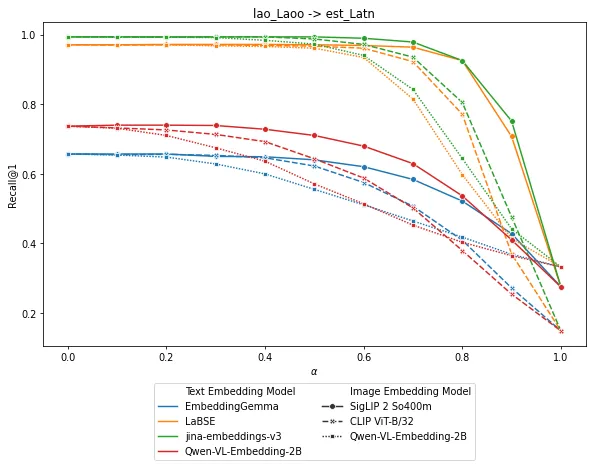 lao_Laoo -> est_Latn
1.0
0.8
0.6
0.4
0.2
Recall@1
0.0 0.2 0.4 0.6 0.8 1.0
α
Text Embedding Model Image Embedding Model
EmbeddingGemma SigLIP 2 So400m
LaBSE CLIP ViT-B/32
jina-embeddings-v3 Qwen-VL-Embedding-2B
Qwen-VL-Embedding-2B